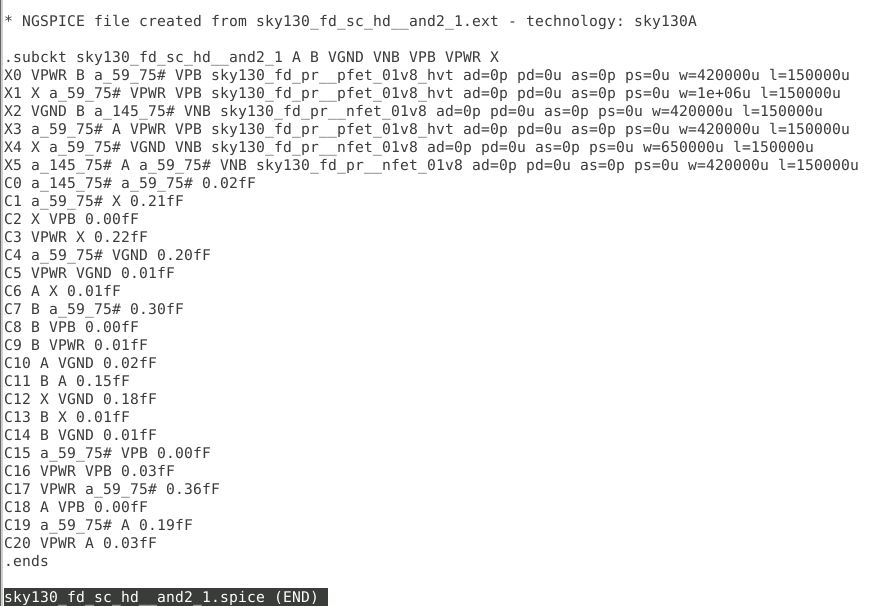 * NGSPICE file created from sky130_fd_sc_hd__and2_1.ext - technology: sky130A
.subckt sky130_fd_sc_hd__and2_1 A B VGND VNB VPB VPWR X
X0 VPWR B a_59_75# VPB sky130_fd_pr__pfet_01v8_hvt ad=0p pd=0u as=0p ps=0u w=420000u l=150000u
X1 X a_59_75# VPWR VPB sky130_fd_pr__pfet_01v8_hvt ad=0p pd=0u as=0p ps=0u w=1e+06u l=150000u
X2 VGND B a_145_75# VNB sky130_fd_pr__nfet_01v8 ad=0p pd=0u as=0p ps=0u w=420000u l=150000u
X3 a_59_75# A VPWR VPB sky130_fd_pr__pfet_01v8_hvt ad=0p pd=0u as=0p ps=0u w=420000u l=150000u
X4 X a_59_75# VGND VNB sky130_fd_pr__nfet_01v8 ad=0p pd=0u as=0p ps=0u w=650000u l=150000u
X5 a_145_75# A a_59_75# VNB sky130_fd_pr__nfet_01v8 ad=0p pd=0u as=0p ps=0u w=420000u l=150000u
C0 a_145_75# a_59_75# 0.02fF
C1 a_59_75# X 0.21fF
C2 X VPB 0.00fF
C3 VPWR X 0.22fF
C4 a_59_75# VGND 0.20fF
C5 VPWR VGND 0.01fF
C6 A X 0.01fF
C7 B a_59_75# 0.30fF
C8 B VPB 0.00fF
C9 B VPWR 0.01fF
C10 A VGND 0.02fF
C11 B A 0.15fF
C12 X VGND 0.18fF
C13 B X 0.01fF
C14 B VGND 0.01fF
C15 a_59_75# VPB 0.00fF
C16 VPWR VPB 0.03fF
C17 VPWR a_59_75# 0.36fF
C18 A VPB 0.00fF
C19 a_59_75# A 0.19fF
C20 VPWR A 0.03fF
.ends
sky130_fd_sc_hd__and2_1.spice (END)